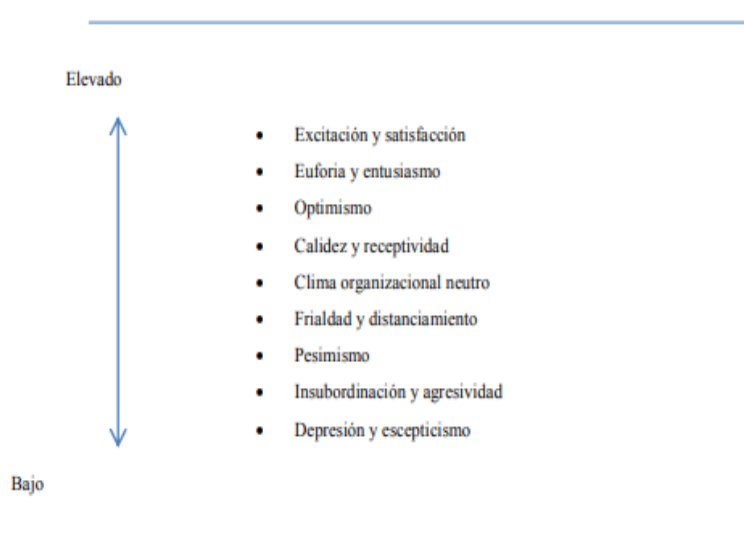 Elevado
• Excitación y satisfacción
• Euforia y entusiasmo
• Optimismo
• Calidez y receptividad
• Clima organizacional neutro
• Frialdad y distanciamiento
• Pesimismo
• Insubordinación y agresividad
• Depresión y escepticismo
Bajo